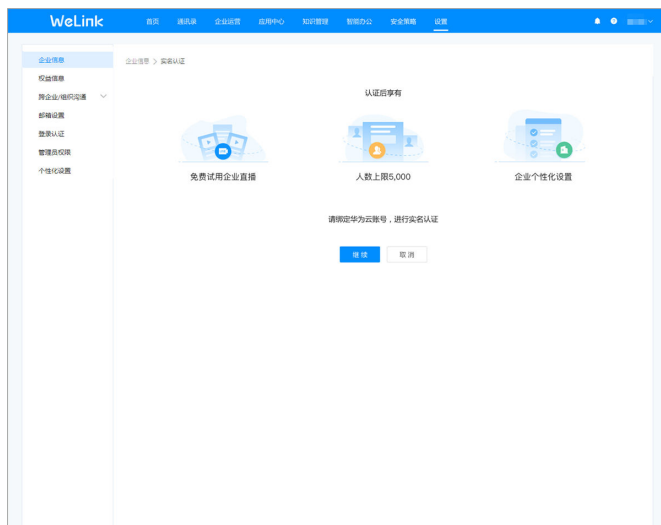 WeLink 首页 通讯录 企业运营 应用中心 知识管理 智能办公 安全策略 设置
企业信息
权益信息
跨企业/组织沟通
邮箱设置
登录认证
管理员权限
个性化设置
企业信息 > 实名认证
认证后享有
免费试用企业直播 人数上限5,000 企业个性化设置
请绑定华为云账号，进行实名认证
继续 取消